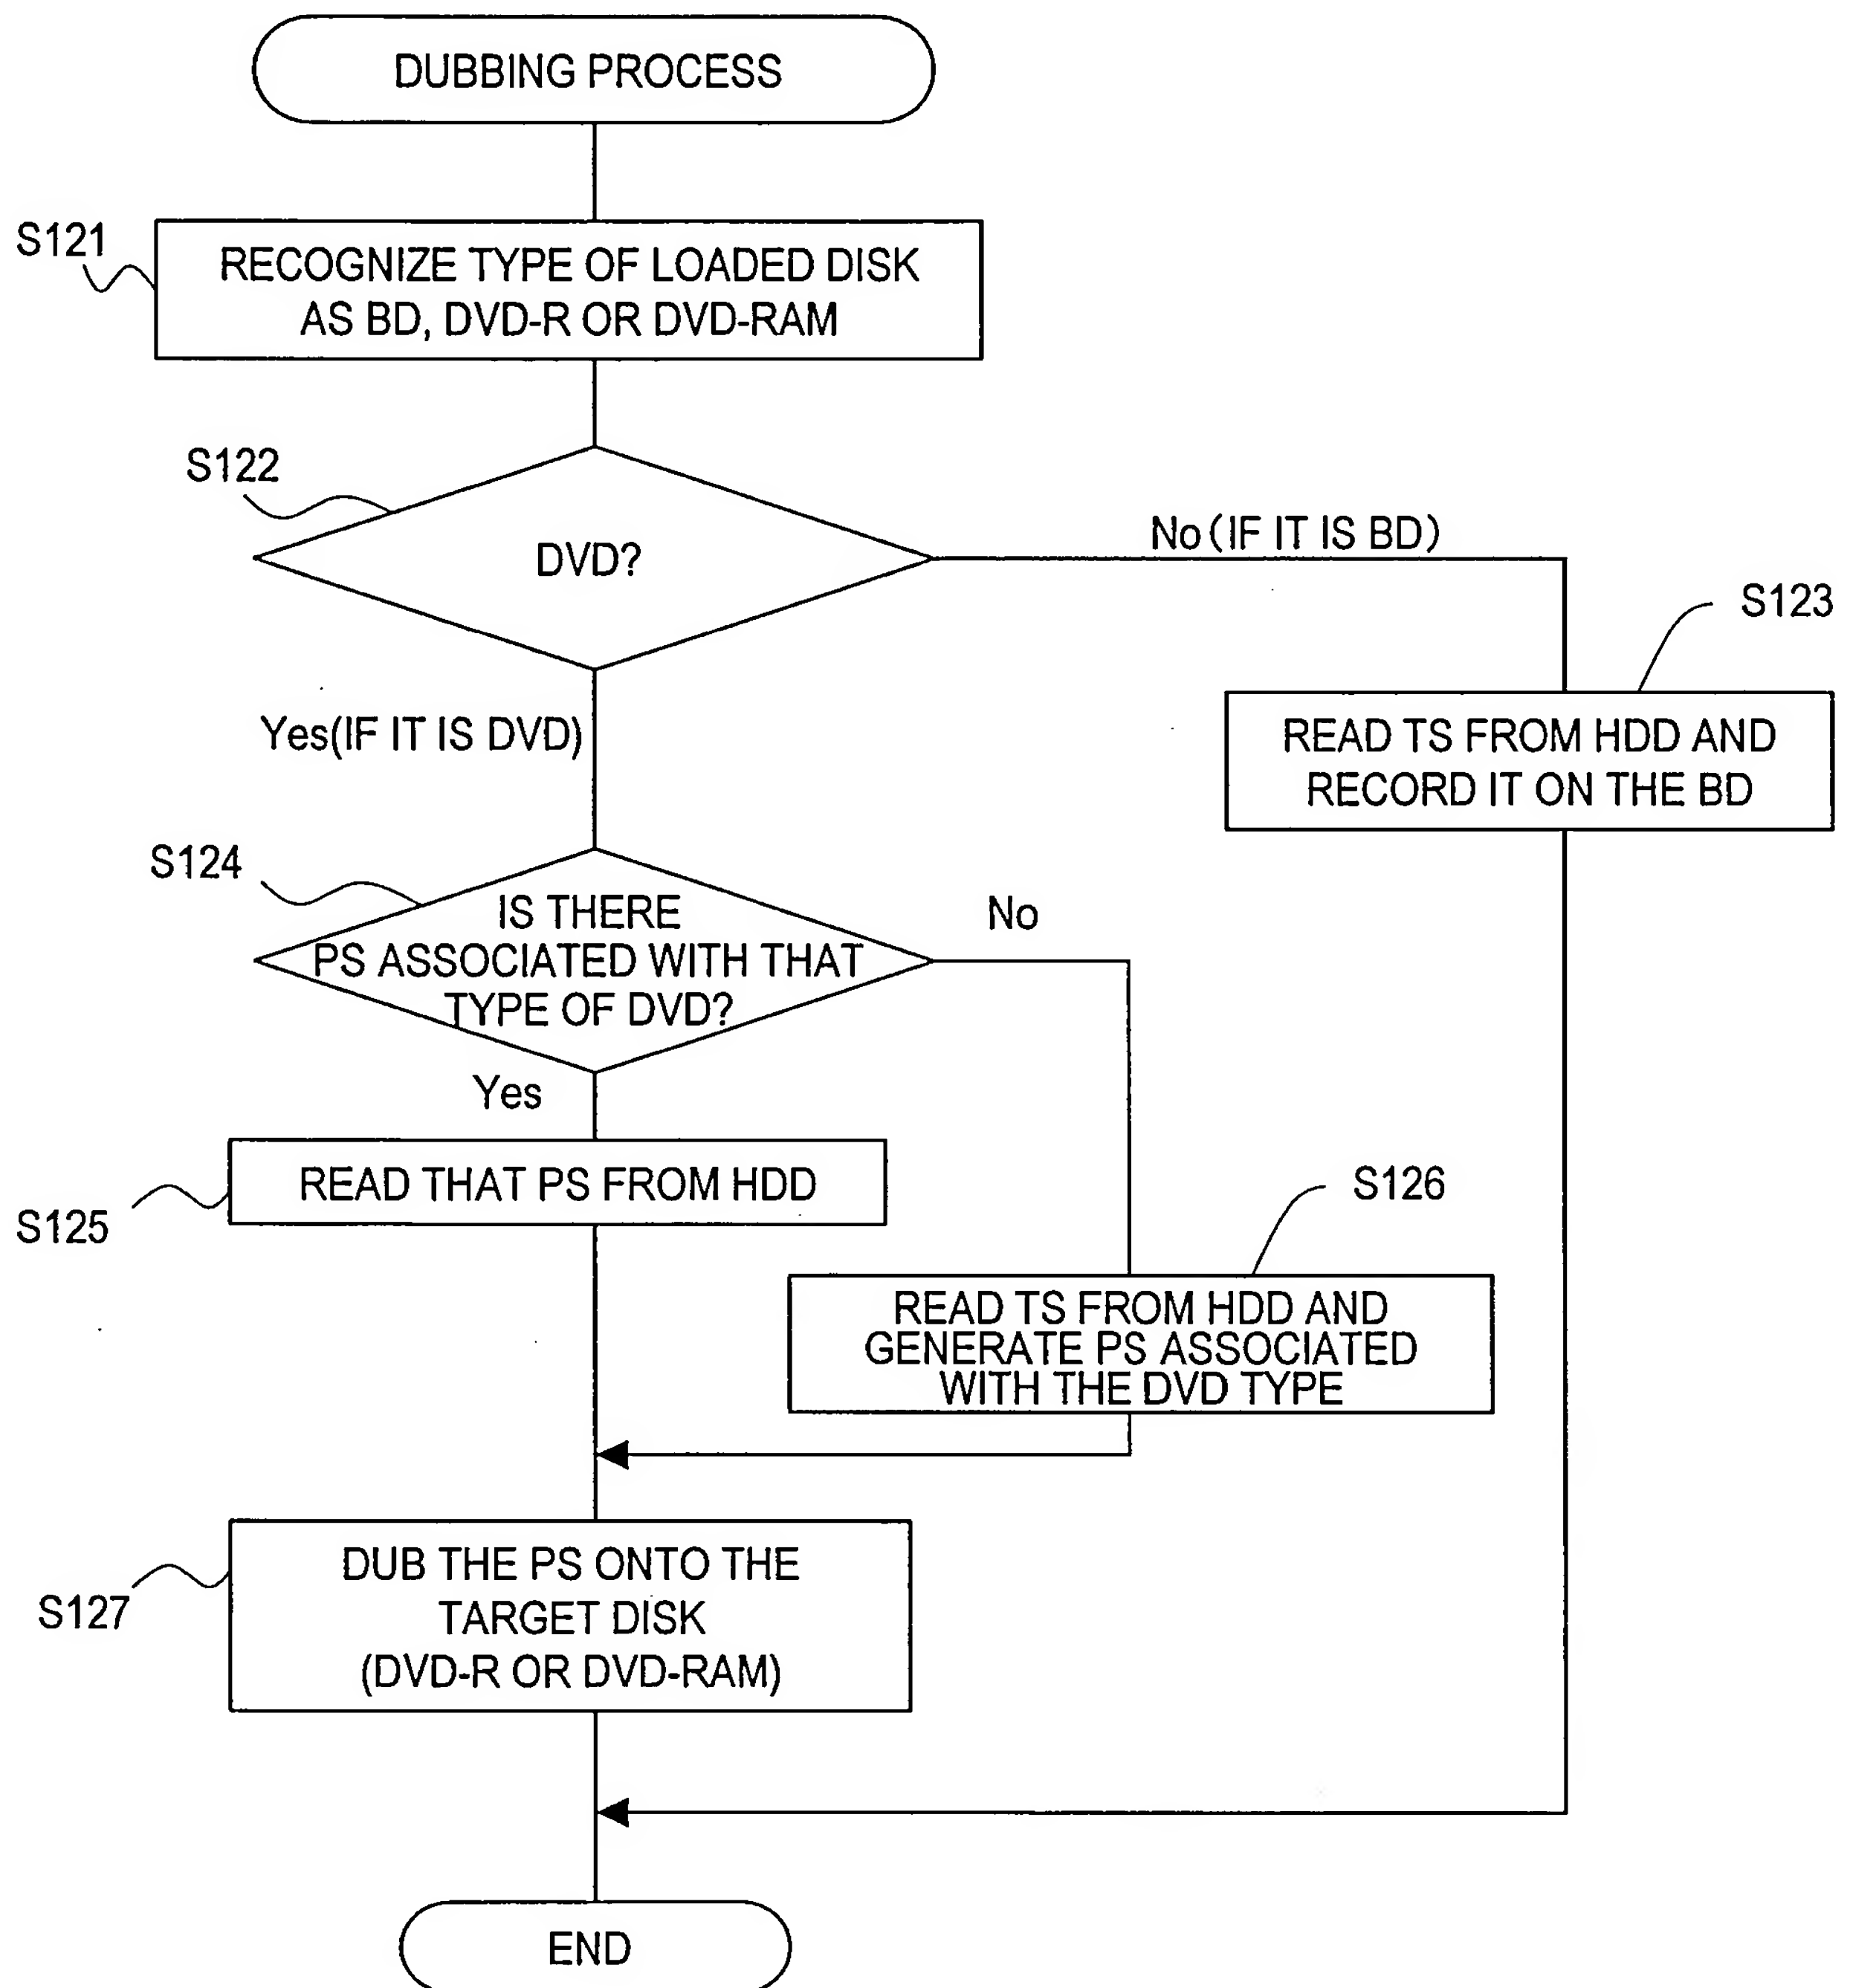 DUBBING PROCESS
S121
RECOGNIZE TYPE OF LOADED DISK
AS BD, DVD-R OR DVD-RAM
S122
DVD?
No (IF IT IS BD)
S123
Yes(IF IT IS DVD)
READ TS FROM HDD AND
RECORD IT ON THE BD
S124
IS THERE
PS ASSOCIATED WITH THAT
TYPE OF DVD?
No
Yes
READ THAT PS FROM HDD
S125
S126
READ TS FROM HDD AND
GENERATE PS ASSOCIATED
WITH THE DVD TYPE
DUB THE PS ONTO THE
TARGET DISK
(DVD-R OR DVD-RAM)
S127
END